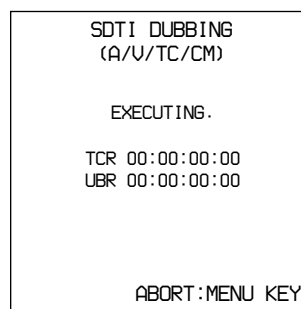 SDTI DUBBING
(A/V/TC/CM)
EXECUTING.
TCR 00:00:00:00
UBR 00:00:00:00
ABORT:MENU KEY